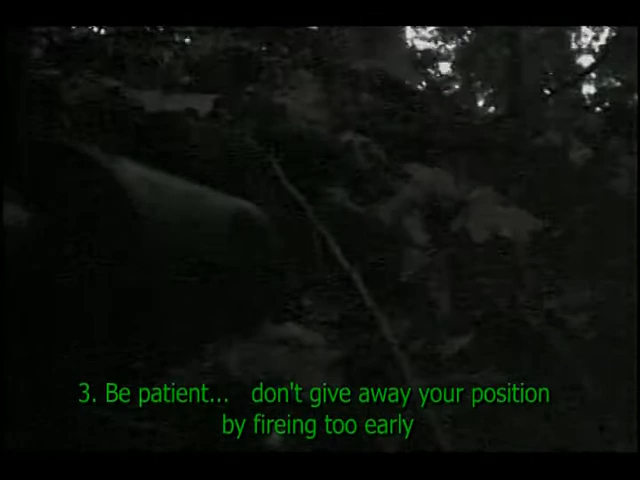 3. Be patient... don't give away your position
by fireing too early